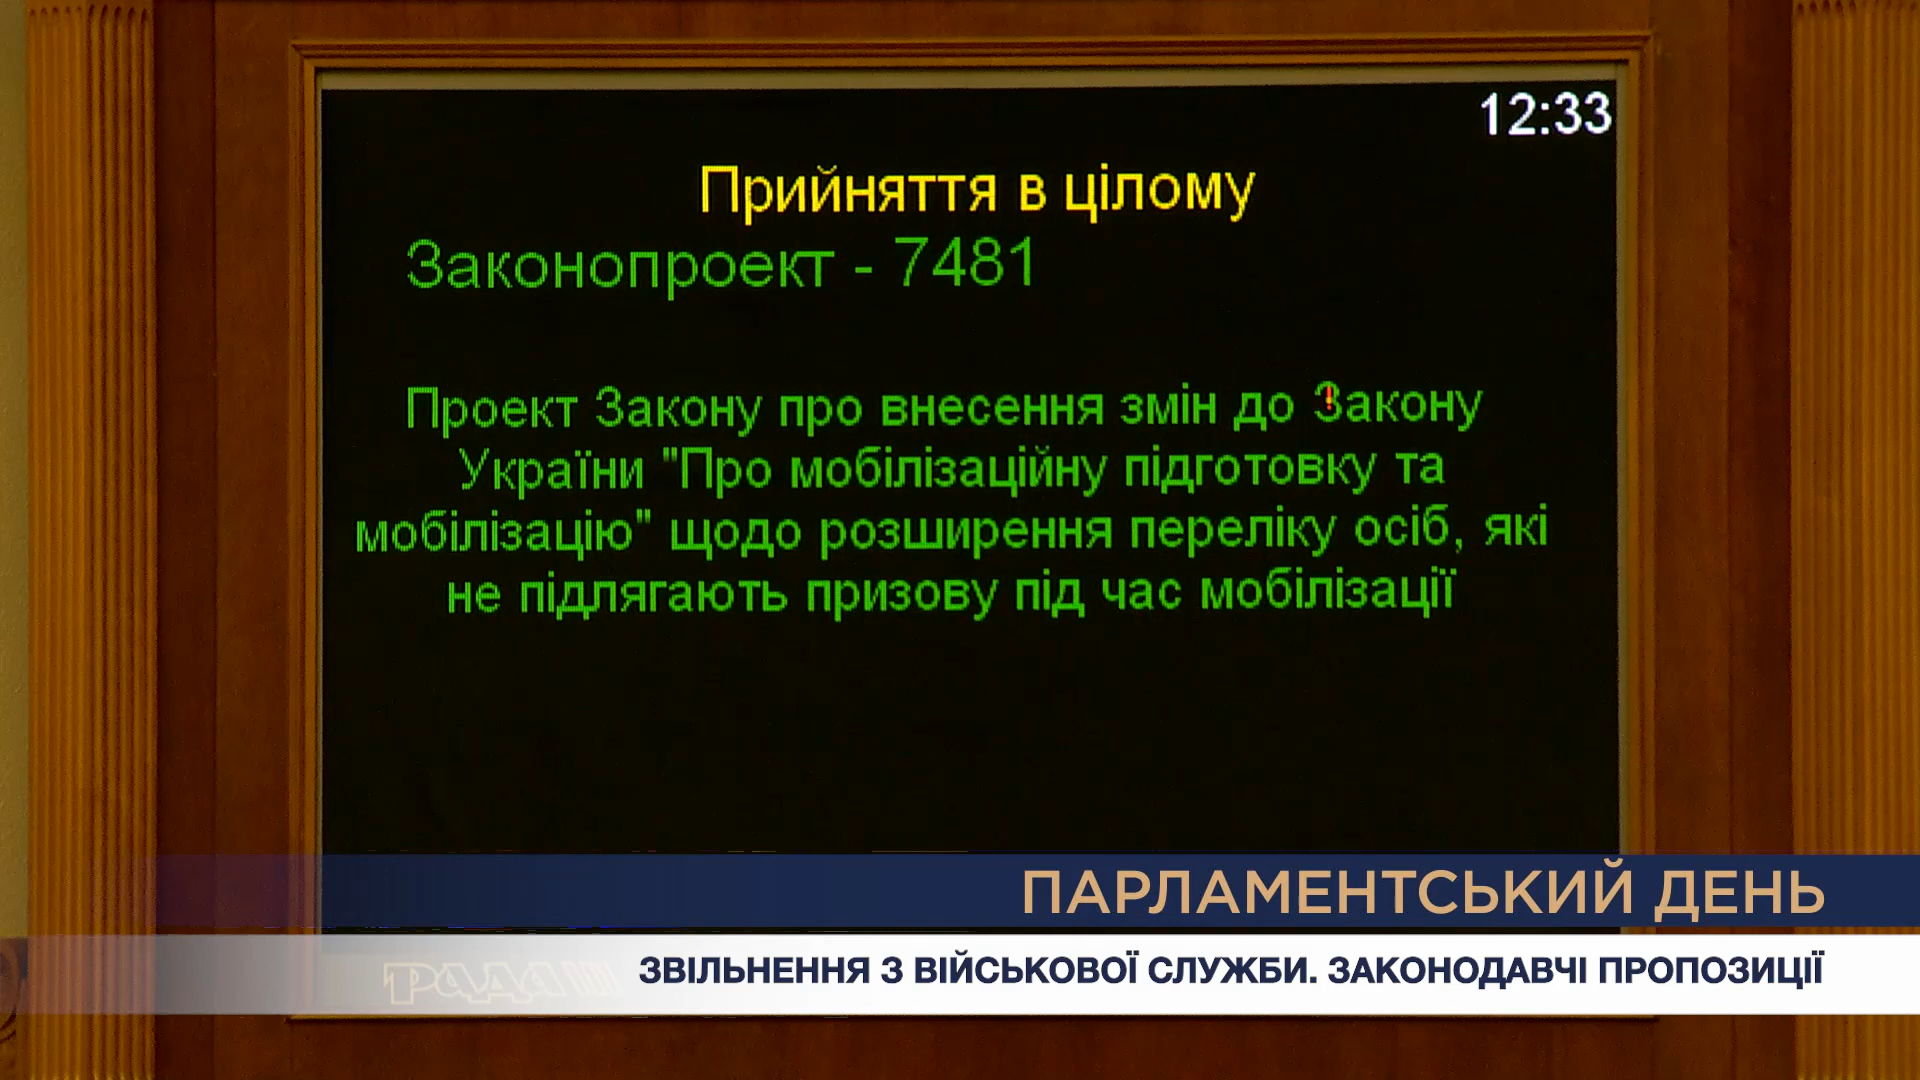 12:33
Прийняття в цілому
Законопроект - 7481
Проект Закону про внесення змін до Закону
України "Про мобілізаційну підготовку та
мобілізацію" щодо розширення переліку осіб, які
не підлягають призову під час мобілізації
ПАРЛАМЕНТСЬКИЙ ДЕНЬ
РАДА
ЗВІЛЬНЕННЯ З ВІЙСЬКОВОЇ СЛУЖБИ. ЗАКОНОДАВЧІ ПРОПОЗИЦІЇ